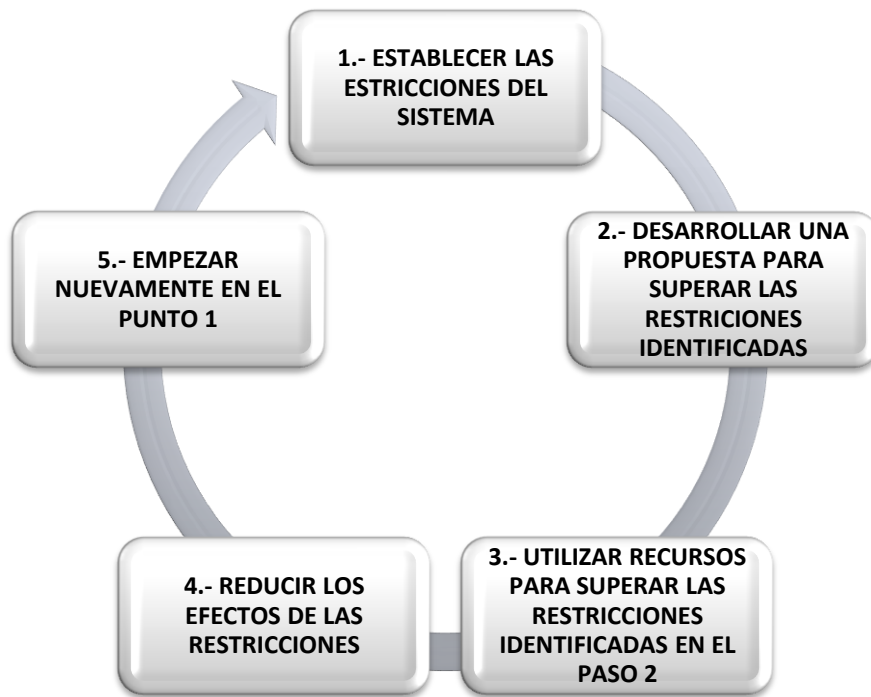 1.- ESTABLECER LAS
ESTRICCIONES DEL
SISTEMA
2.- DESARROLLAR UNA
PROPUESTA PARA
SUPERAR LAS
RESTRICIONES
IDENTIFICADAS
3.- UTILIZAR RECURSOS
PARA SUPERAR LAS
RESTRICCIONES
IDENTIFICADAS EN EL
PASO 2
4.- REDUCIR LOS
EFECTOS DE LAS
RESTRICCIONES
5.- EMPEZAR
NUEVAMENTE EN EL
PUNTO 1